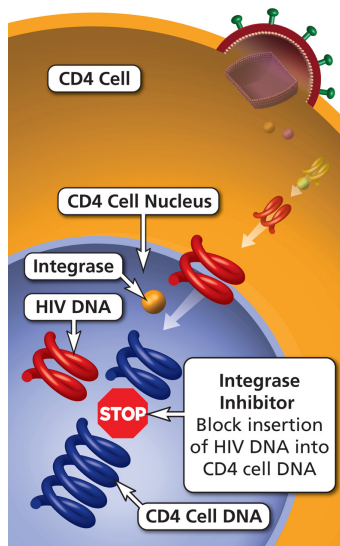 CD4 Cell
CD4 Cell Nucleus
Integrase
HIV DNA
STOP
Integrase
Inhibitor
Block insertion
of HIV DNA into
CD4 cell DNA
CD4 Cell DNA